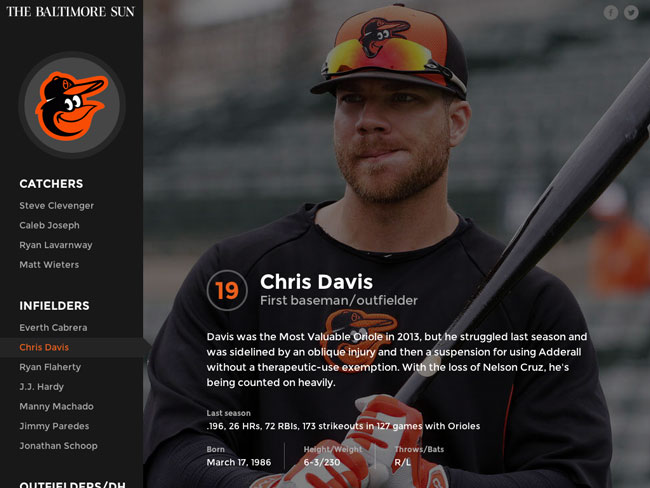 THE BALTIMORE SUN
CATCHERS
Steve Clevenger
Caleb Joseph
Ryan Lavarnway
Matt Wieters
INFIELDERS
Everth Cabrera
Chris Davis
Ryan Flaherty
J.J. Hardy
Manny Machado
Jimmy Paredes
Jonathan Schoop
OUTFIELDERS/DH
19
Chris Davis
First baseman/outfielder
Davis was the Most Valuable Oriole in 2013, but he struggled last season and
was sidelined by an oblique injury and then a suspension for using Adderall
without a therapeutic-use exemption. With the loss of Nelson Cruz, he's
being counted on heavily.
Last season
.196, 26 HRs, 72 RBIs, 173 strikeouts in 127 games with Orioles
Born
March 17, 1986
Height/Weight
6-3/230
Throws/Bats
R/L